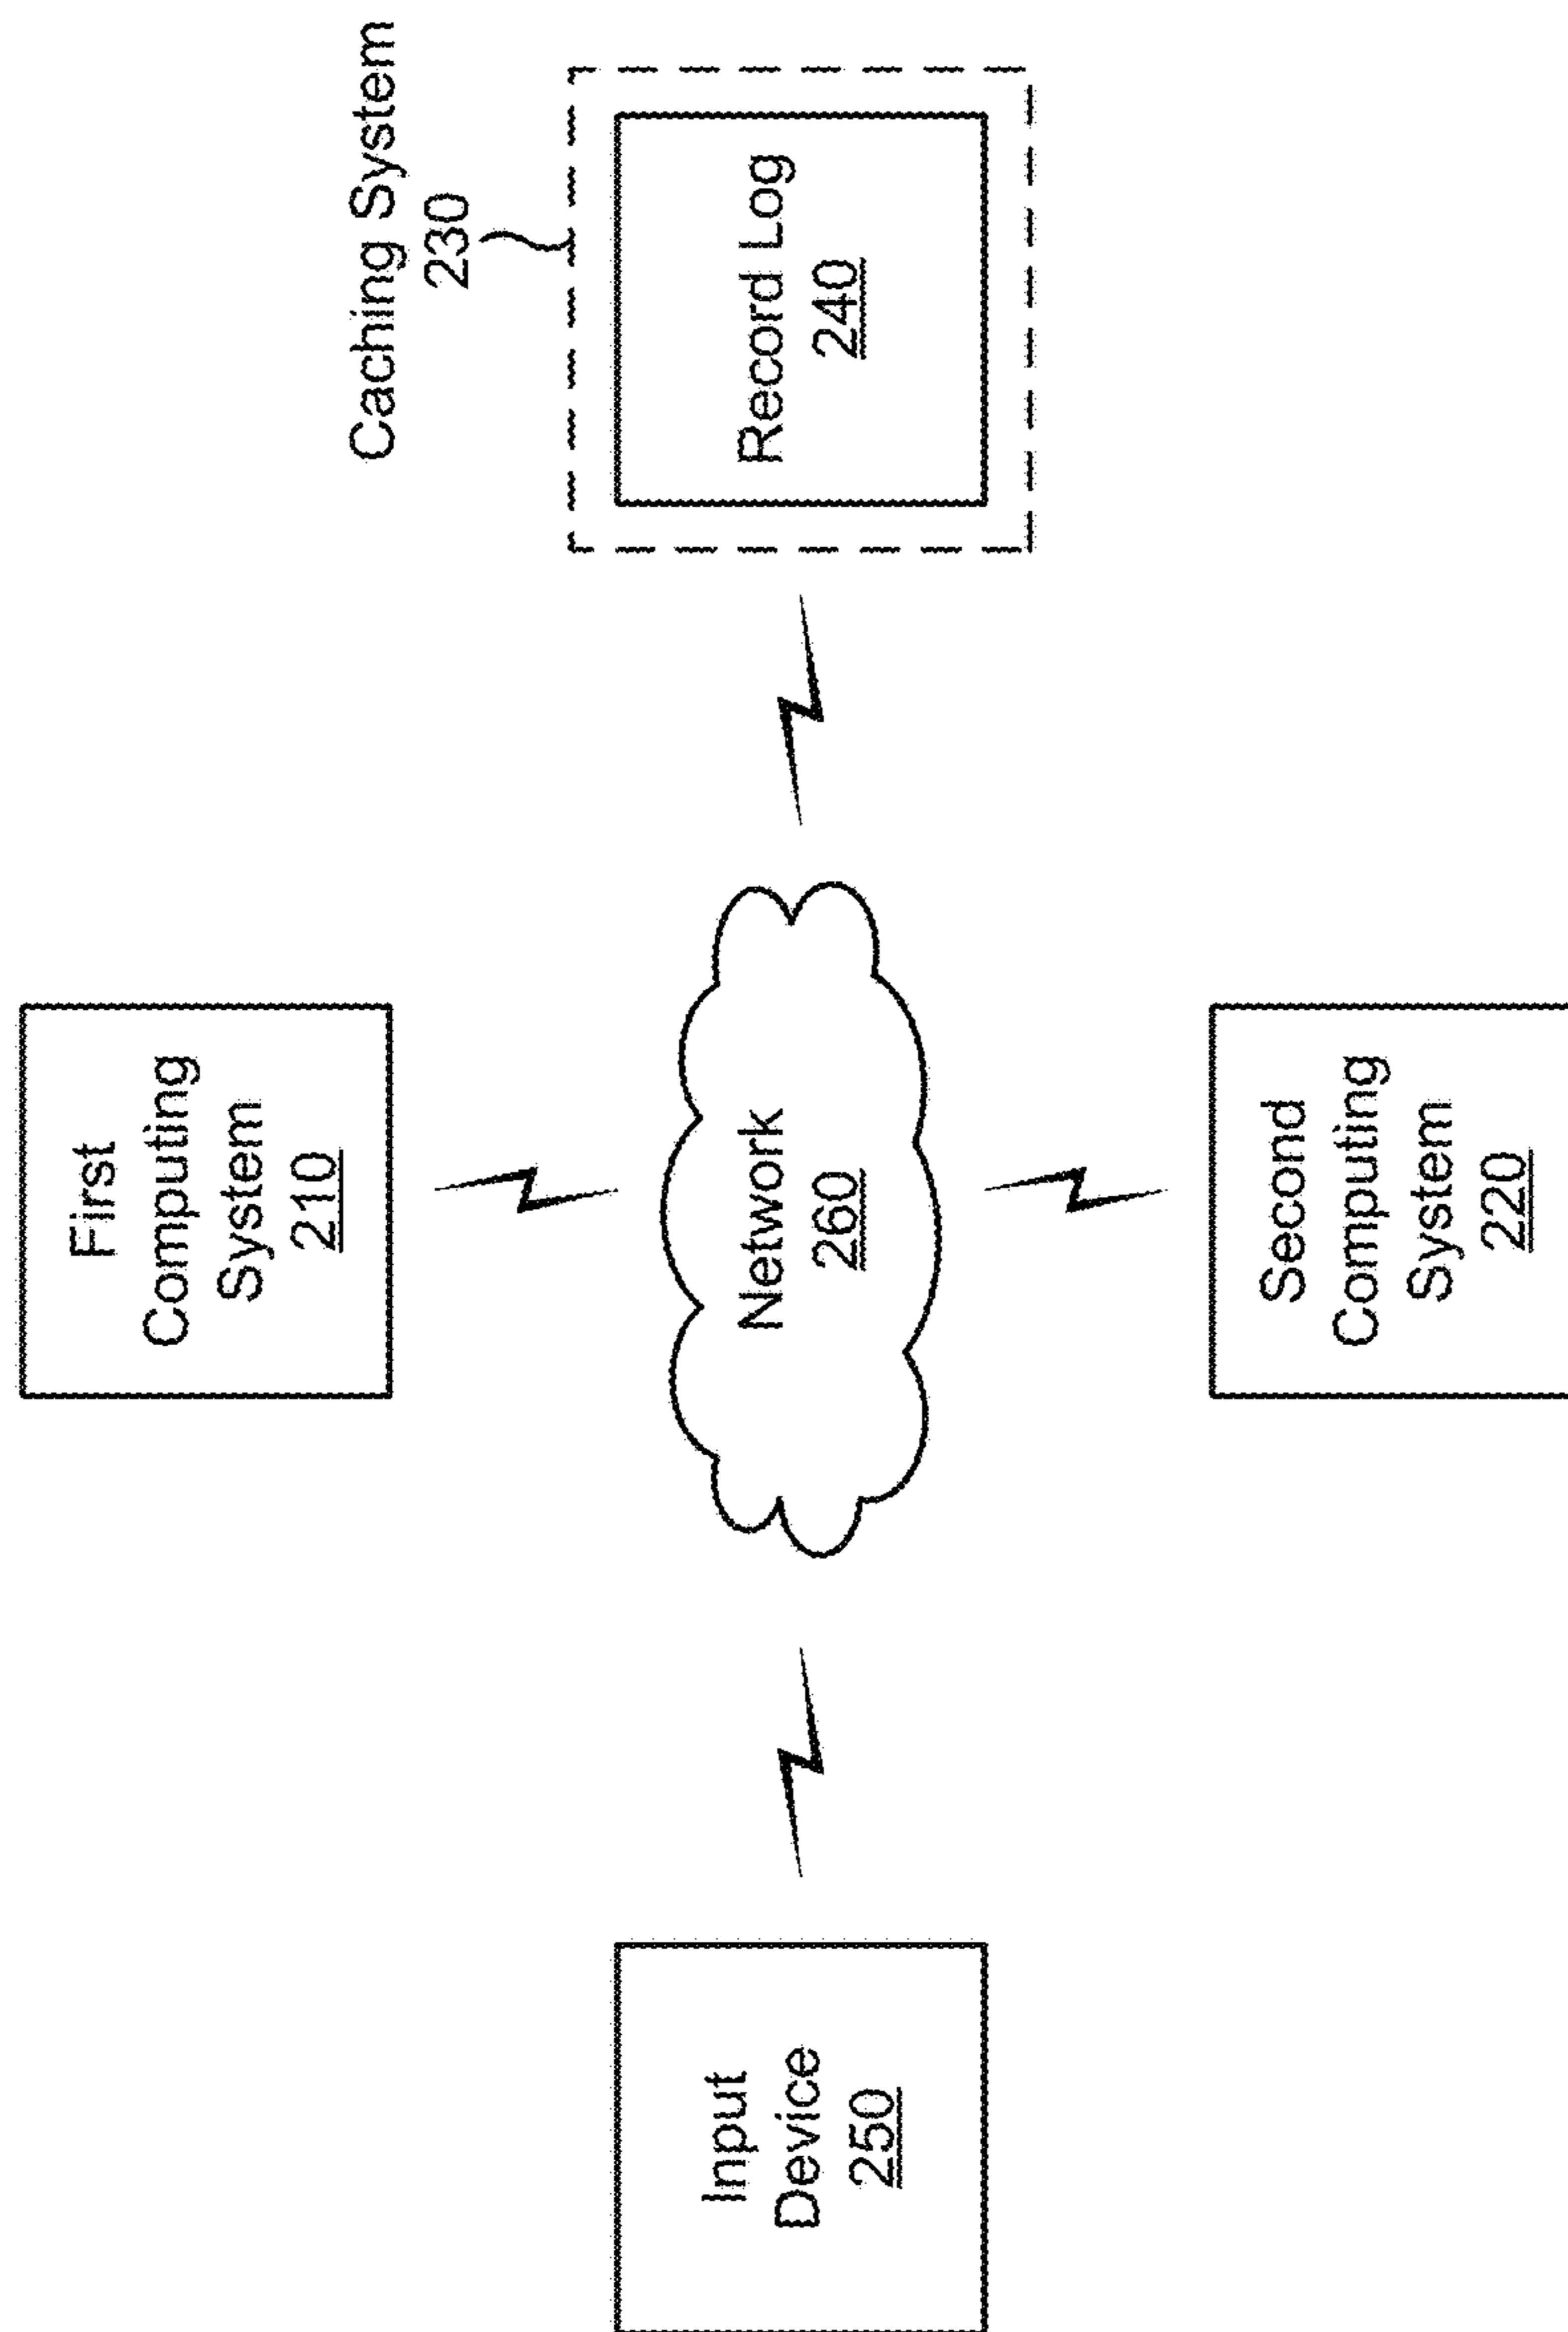 First
Computing
System
210
Caching System
230
Input
Device
250
Network
260
Record Log
240
Second
Computing
System
220